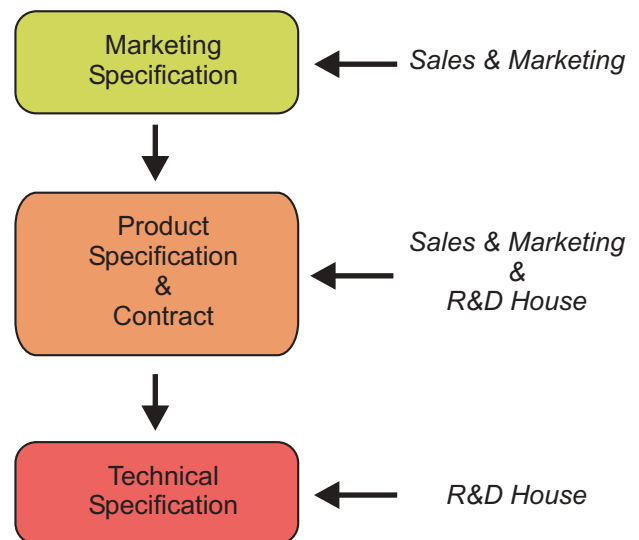 Marketing
Specification
Sales & Marketing
Product
Specification
&
Contract
Sales & Marketing
&
R&D House
Technical
Specification
R&D House